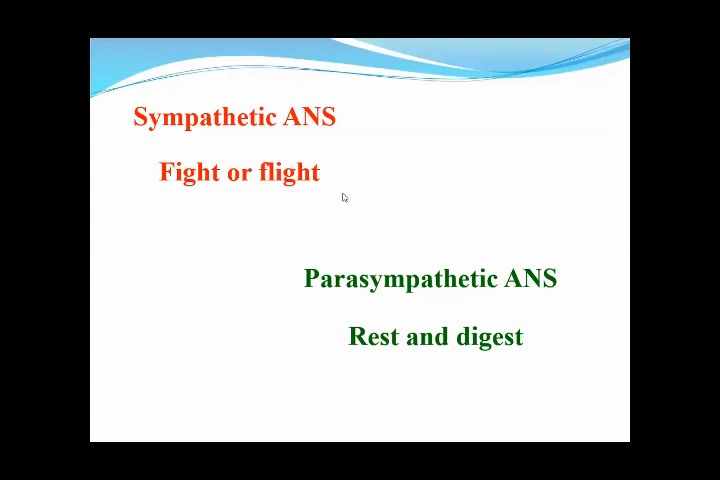 Sympathetic ANS
Fight or flight
Parasympathetic ANS
Rest and digest